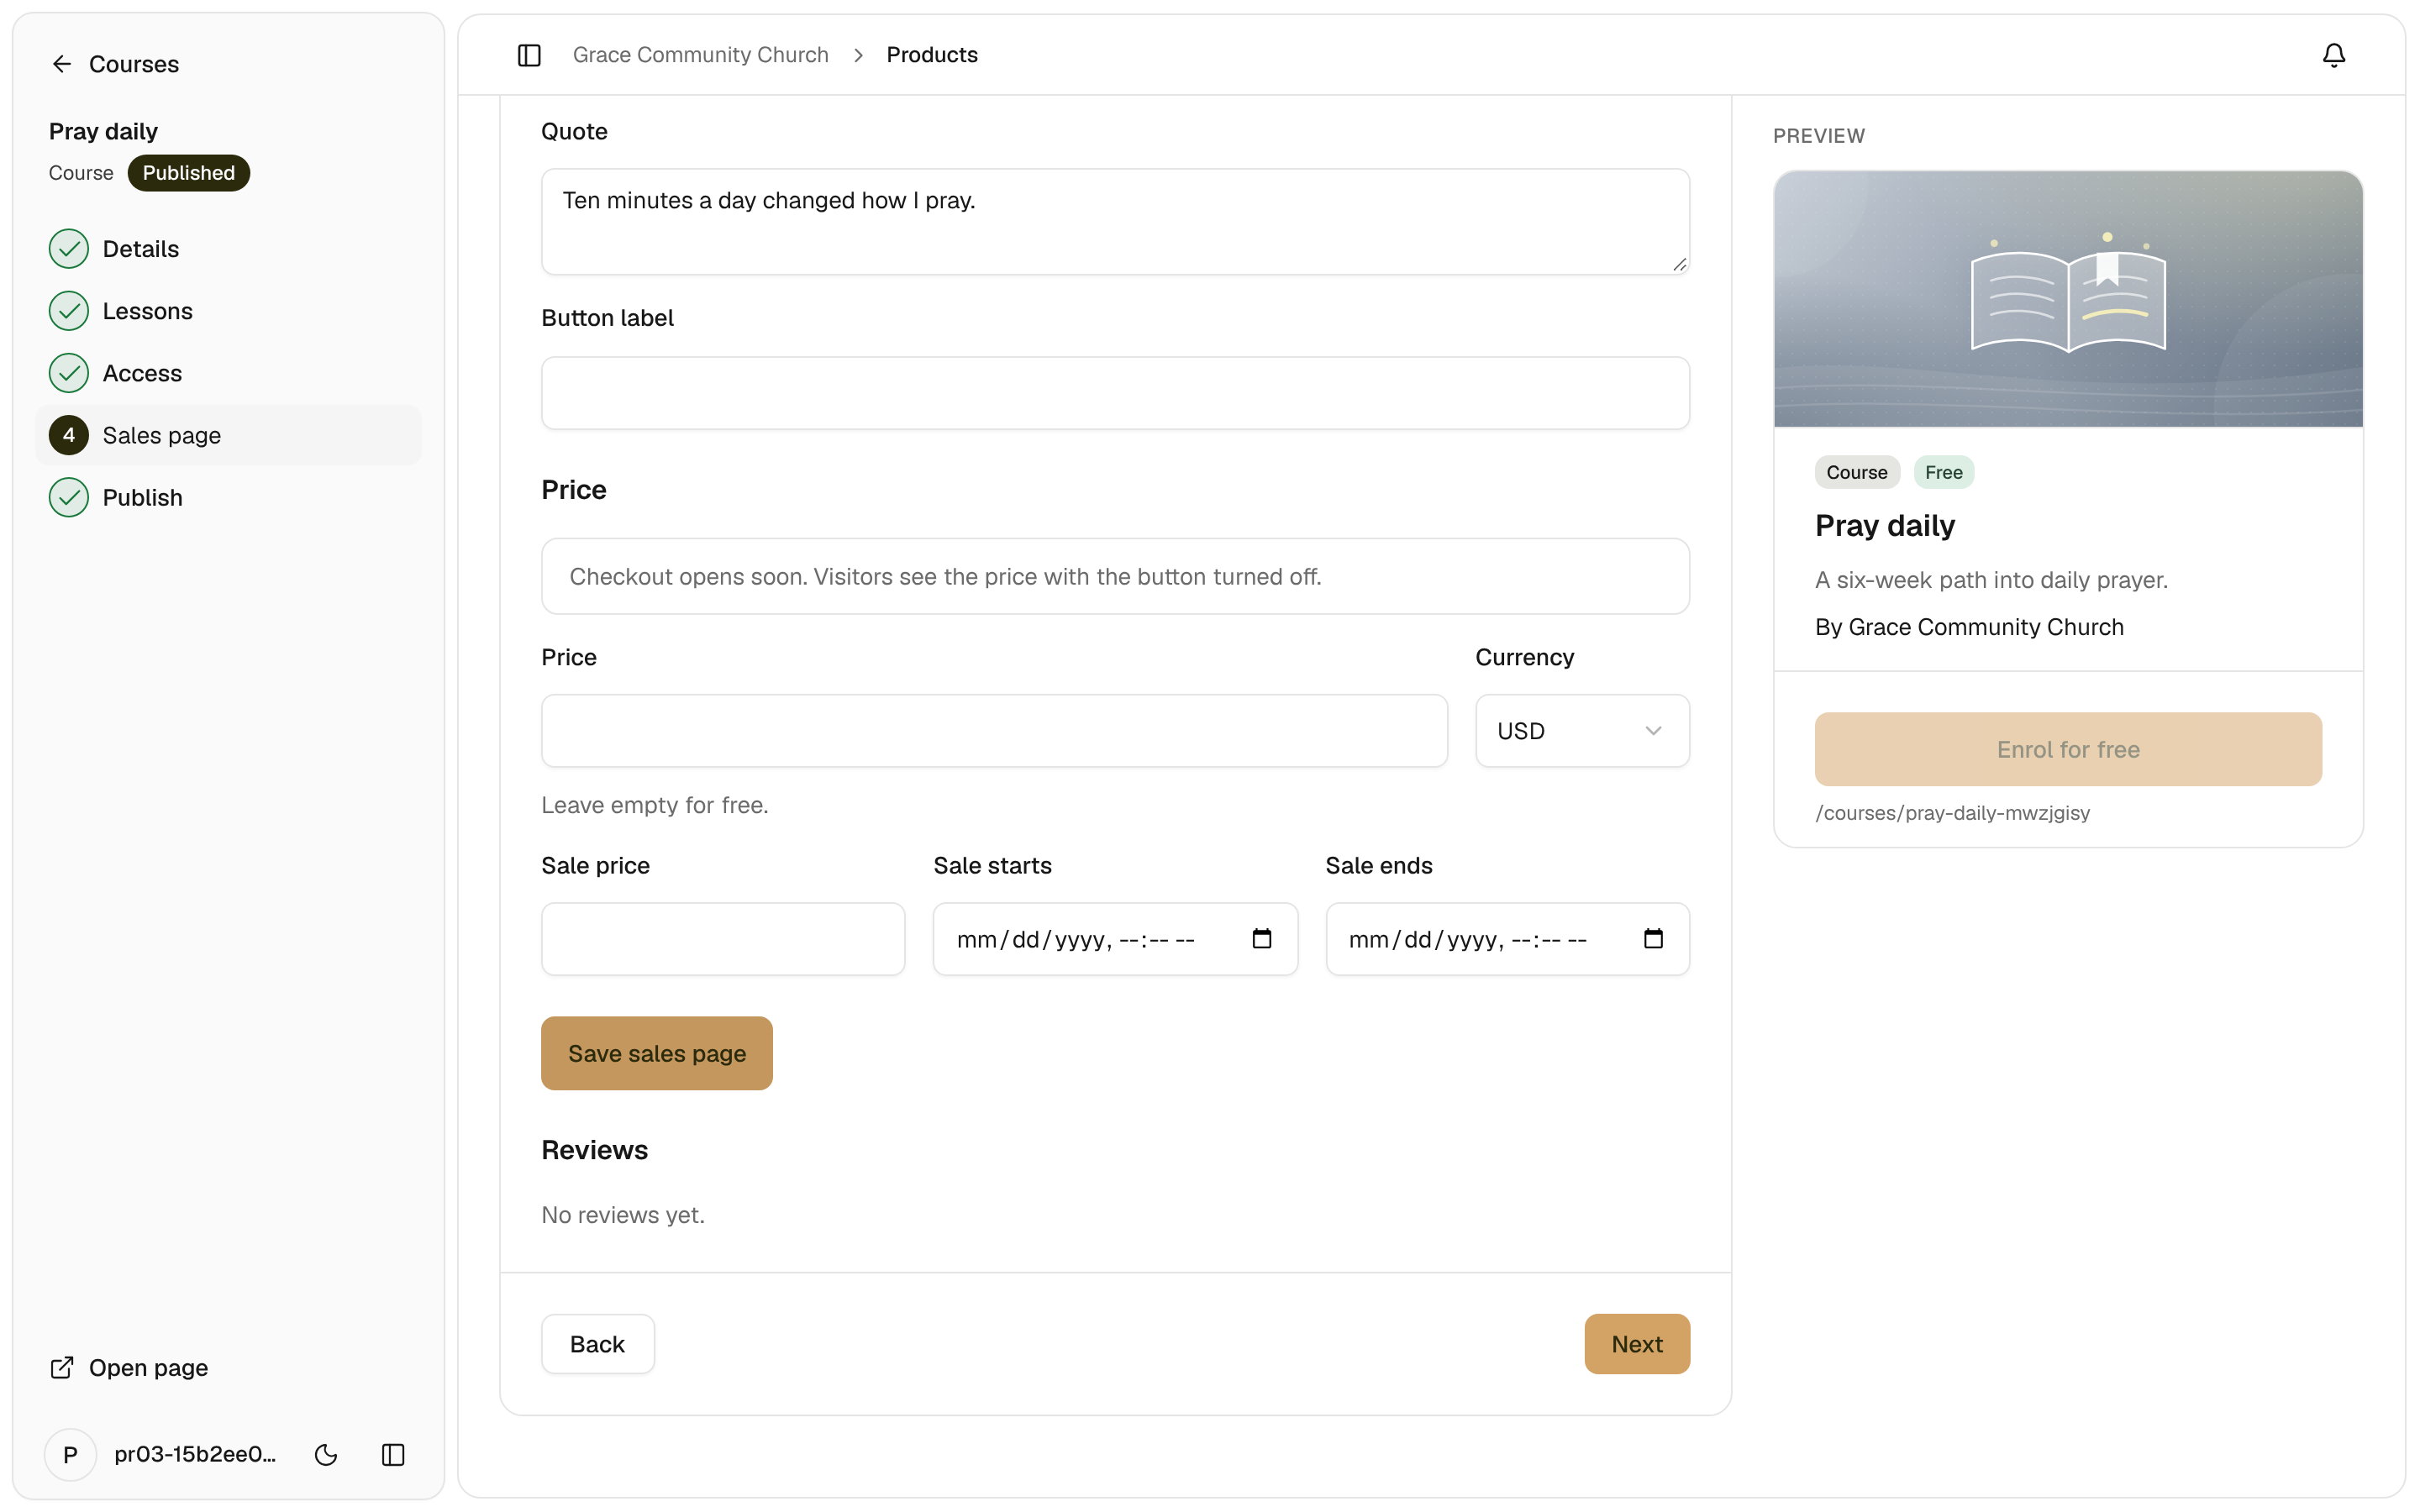 Courses
Pray daily
Course Published
Details
Lessons
Access
4 Sales page
Publish
Open page
P pr03-15b2ee0...
Grace Community Church > Products
Quote
Ten minutes a day changed how I pray.
Button label
Price
Checkout opens soon. Visitors see the price with the button turned off.
Price Currency
USD
Leave empty for free.
Sale price Sale starts Sale ends
mm/dd/yyyy, --:-- -- mm/dd/yyyy, --:-- --
Save sales page
Reviews
No reviews yet.
Back Next
PREVIEW
Course Free
Pray daily
A six-week path into daily prayer.
By Grace Community Church
Enrol for free
/courses/pray-daily-mwzjgisy